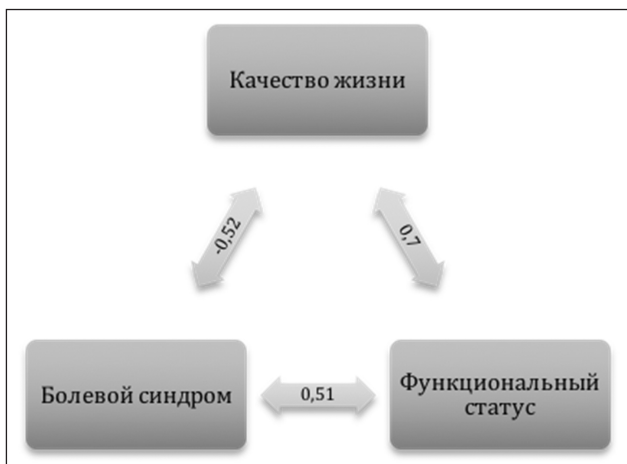 Качество жизни
-0,52
0,7
Болевой синдром
0,51
Функциональный
статус